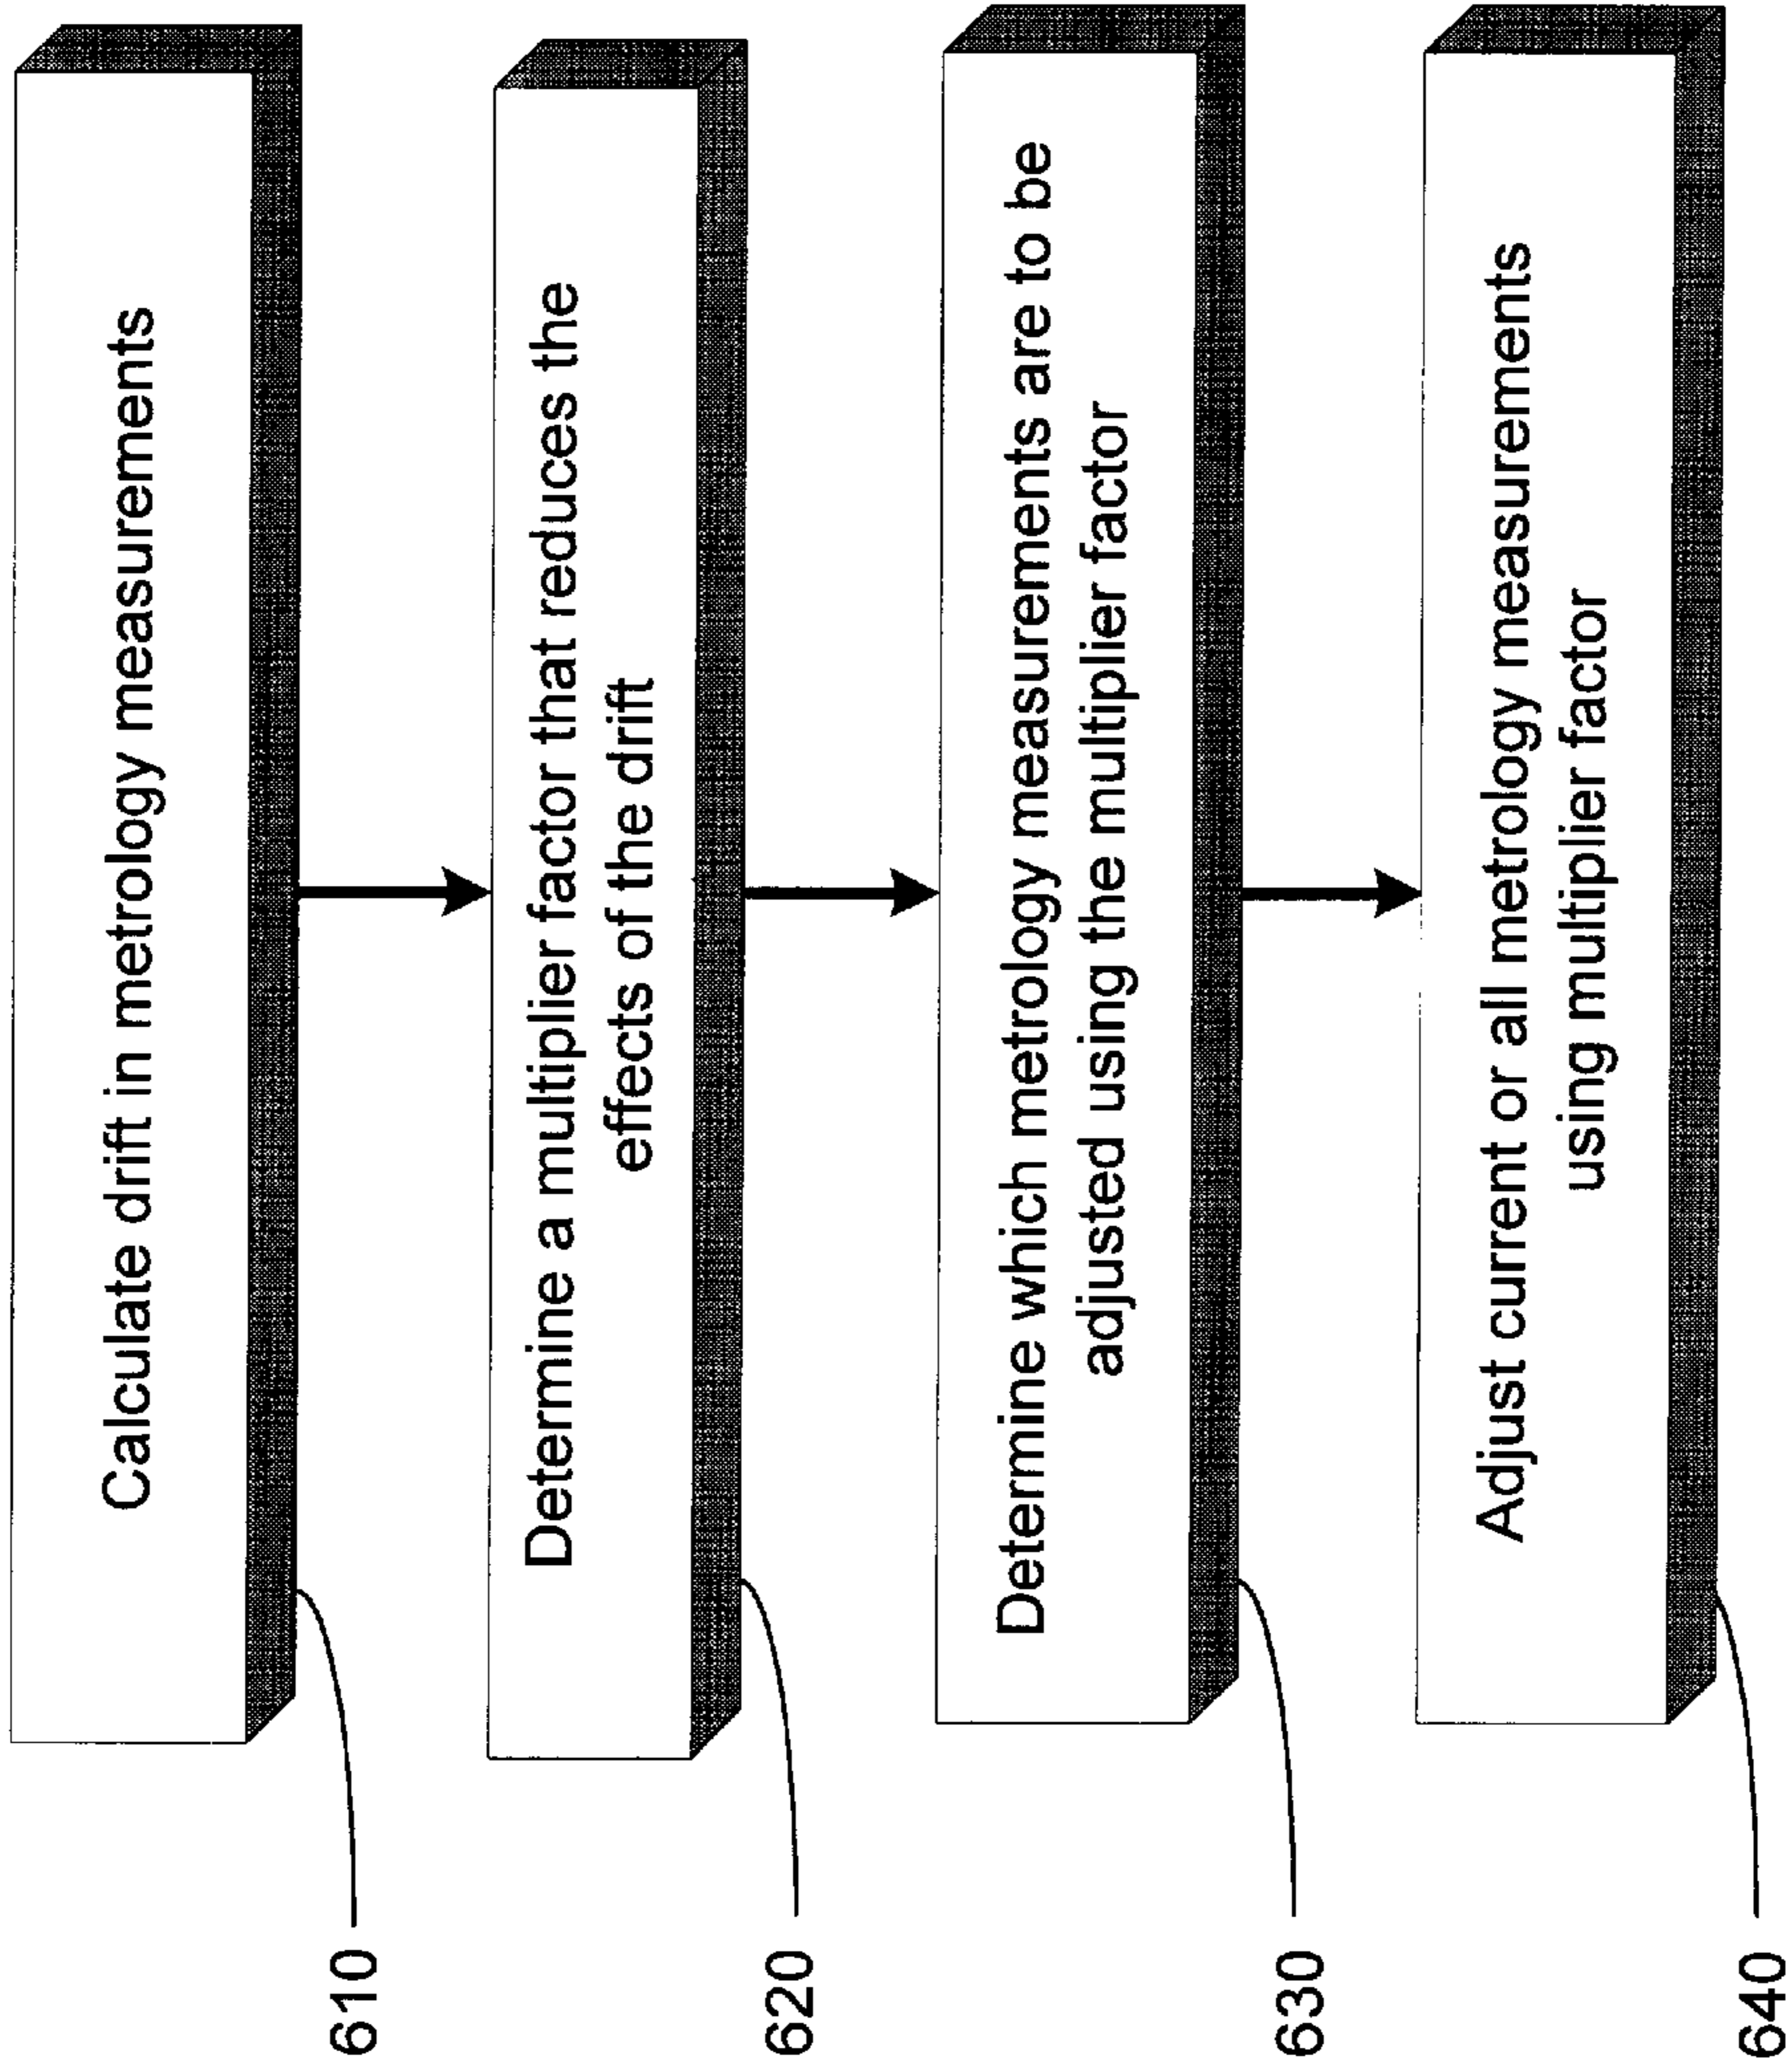 Calculate drift in metrology measurements
610
Determine a multiplier factor that reduces the
effects of the drift
620
Determine which metrology measurements are to be
adjusted using the multiplier factor
630
Adjust current or all metrology measurements
using multiplier factor
640